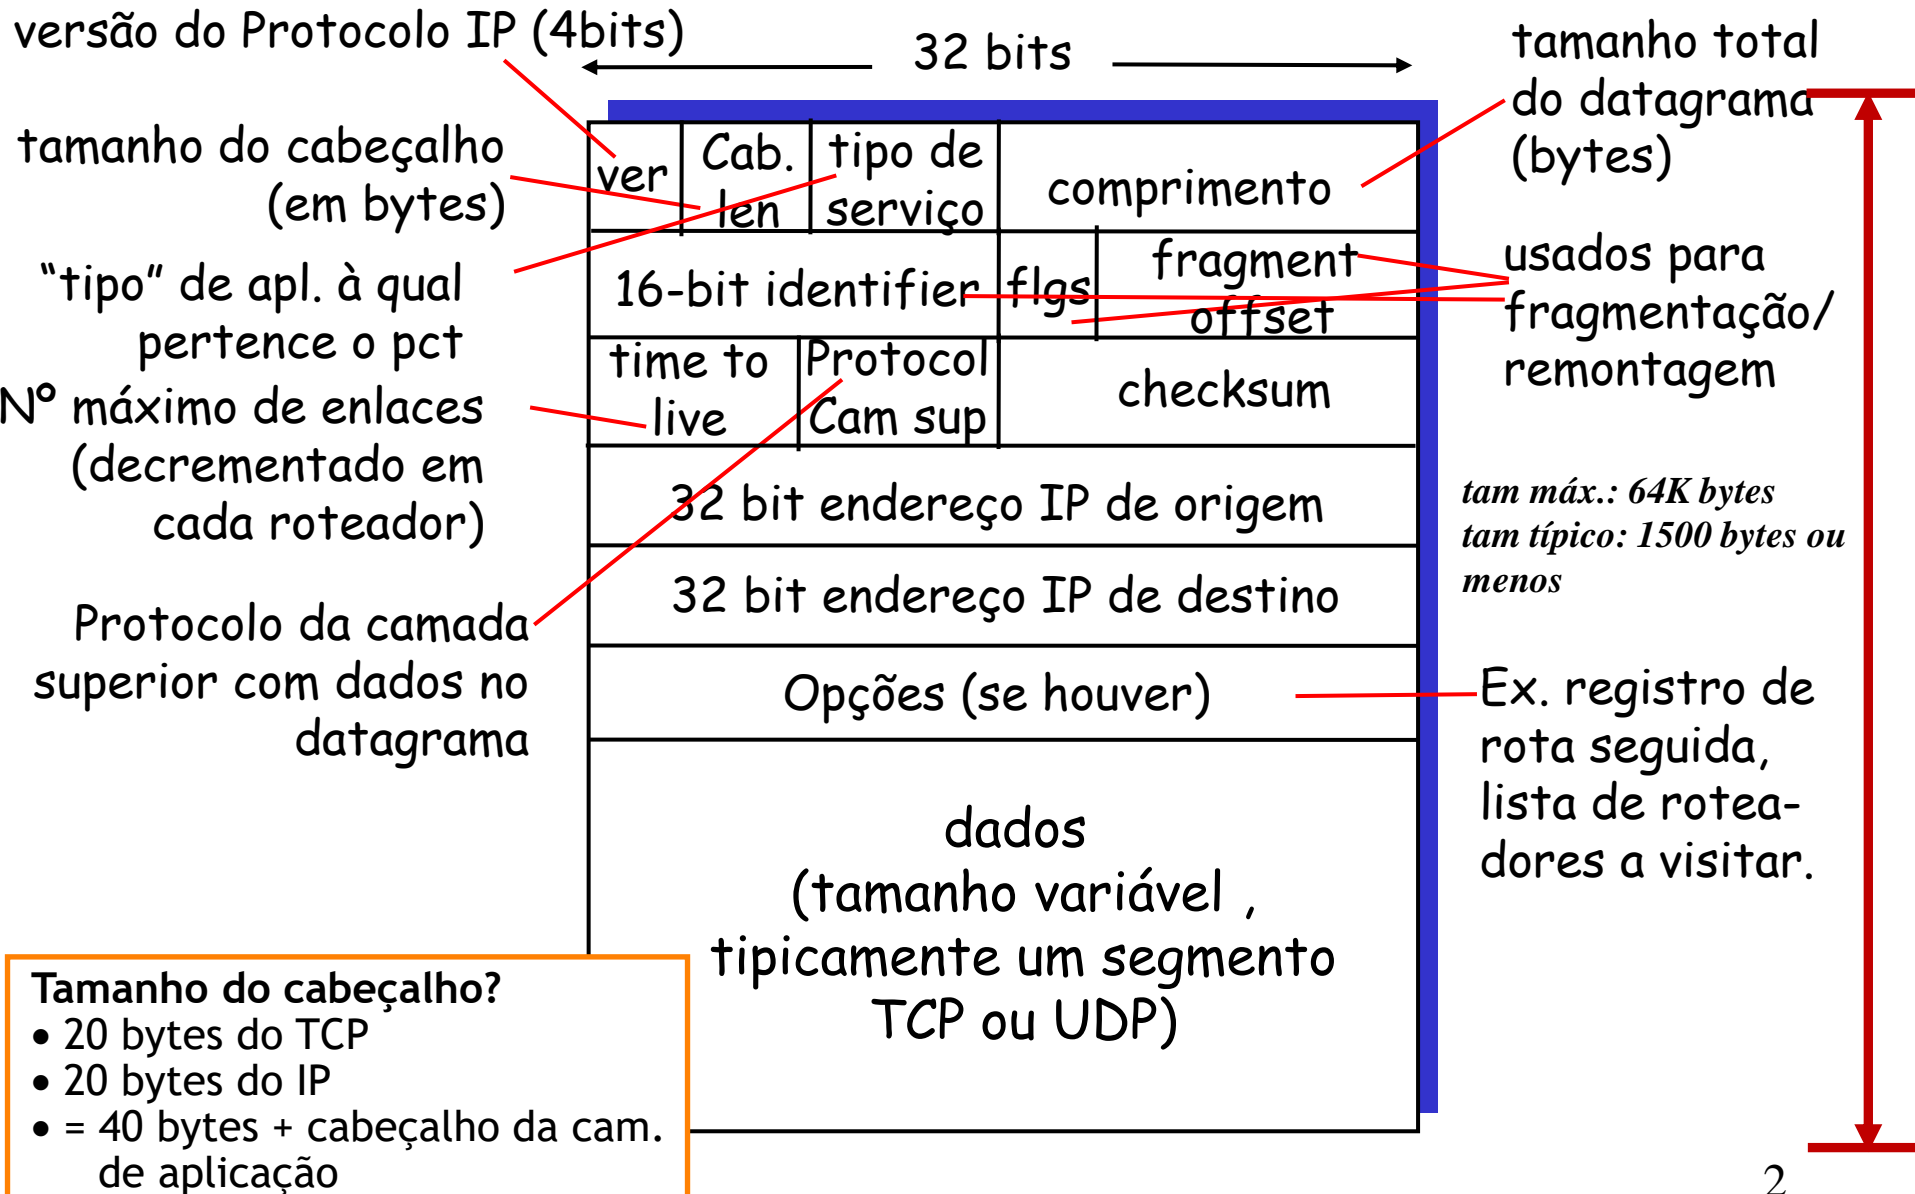 versão do Protocolo IP (4bits)
32 bits
tamanho total
do datagrama
(bytes)
tamanho do cabeçalho
(em bytes)
ver
Cab.
len
tipo de
serviço
comprimento
"tipo" de apl. à qual
pertence o pct
16-bit identifier
flgs
fragment
offset
usados para
fragmentação/
remontagem
Nº máximo de enlaces
(decrementado em
cada roteador)
time to
live
Protocol
Cam sup
checksum
32 bit endereço IP de origem
tam máx.: 64K bytes
tam típico: 1500 bytes ou
menos
32 bit endereço IP de destino
Protocolo da camada
superior com dados no
datagrama
Opções (se houver)
Ex. registro de
rota seguida,
lista de rotea-
dores a visitar.
dados
(tamanho variável ,
tipicamente um segmento
TCP ou UDP)
Tamanho do cabeçalho?
• 20 bytes do TCP
• 20 bytes do IP
• = 40 bytes + cabeçalho da cam.
de aplicação
2